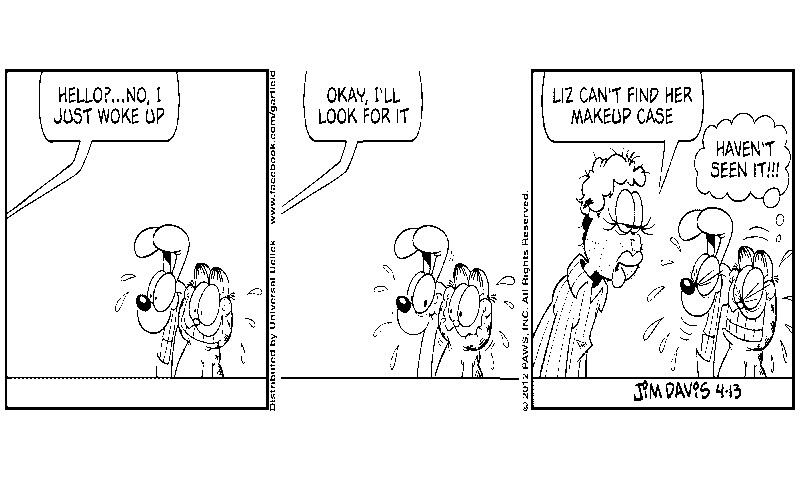 HELLO?...NO, I
JUST WOKE UP
Distributed by Universal Uclick www.facebook.com/garfield
OKAY, I'LL
LOOK FOR IT
© 2012 PAWS, INC. All Rights Reserved.
LIZ CAN'T FIND HER
MAKEUP CASE
HAVEN'T
SEEN IT!!!
JIM DAVIS 4-13